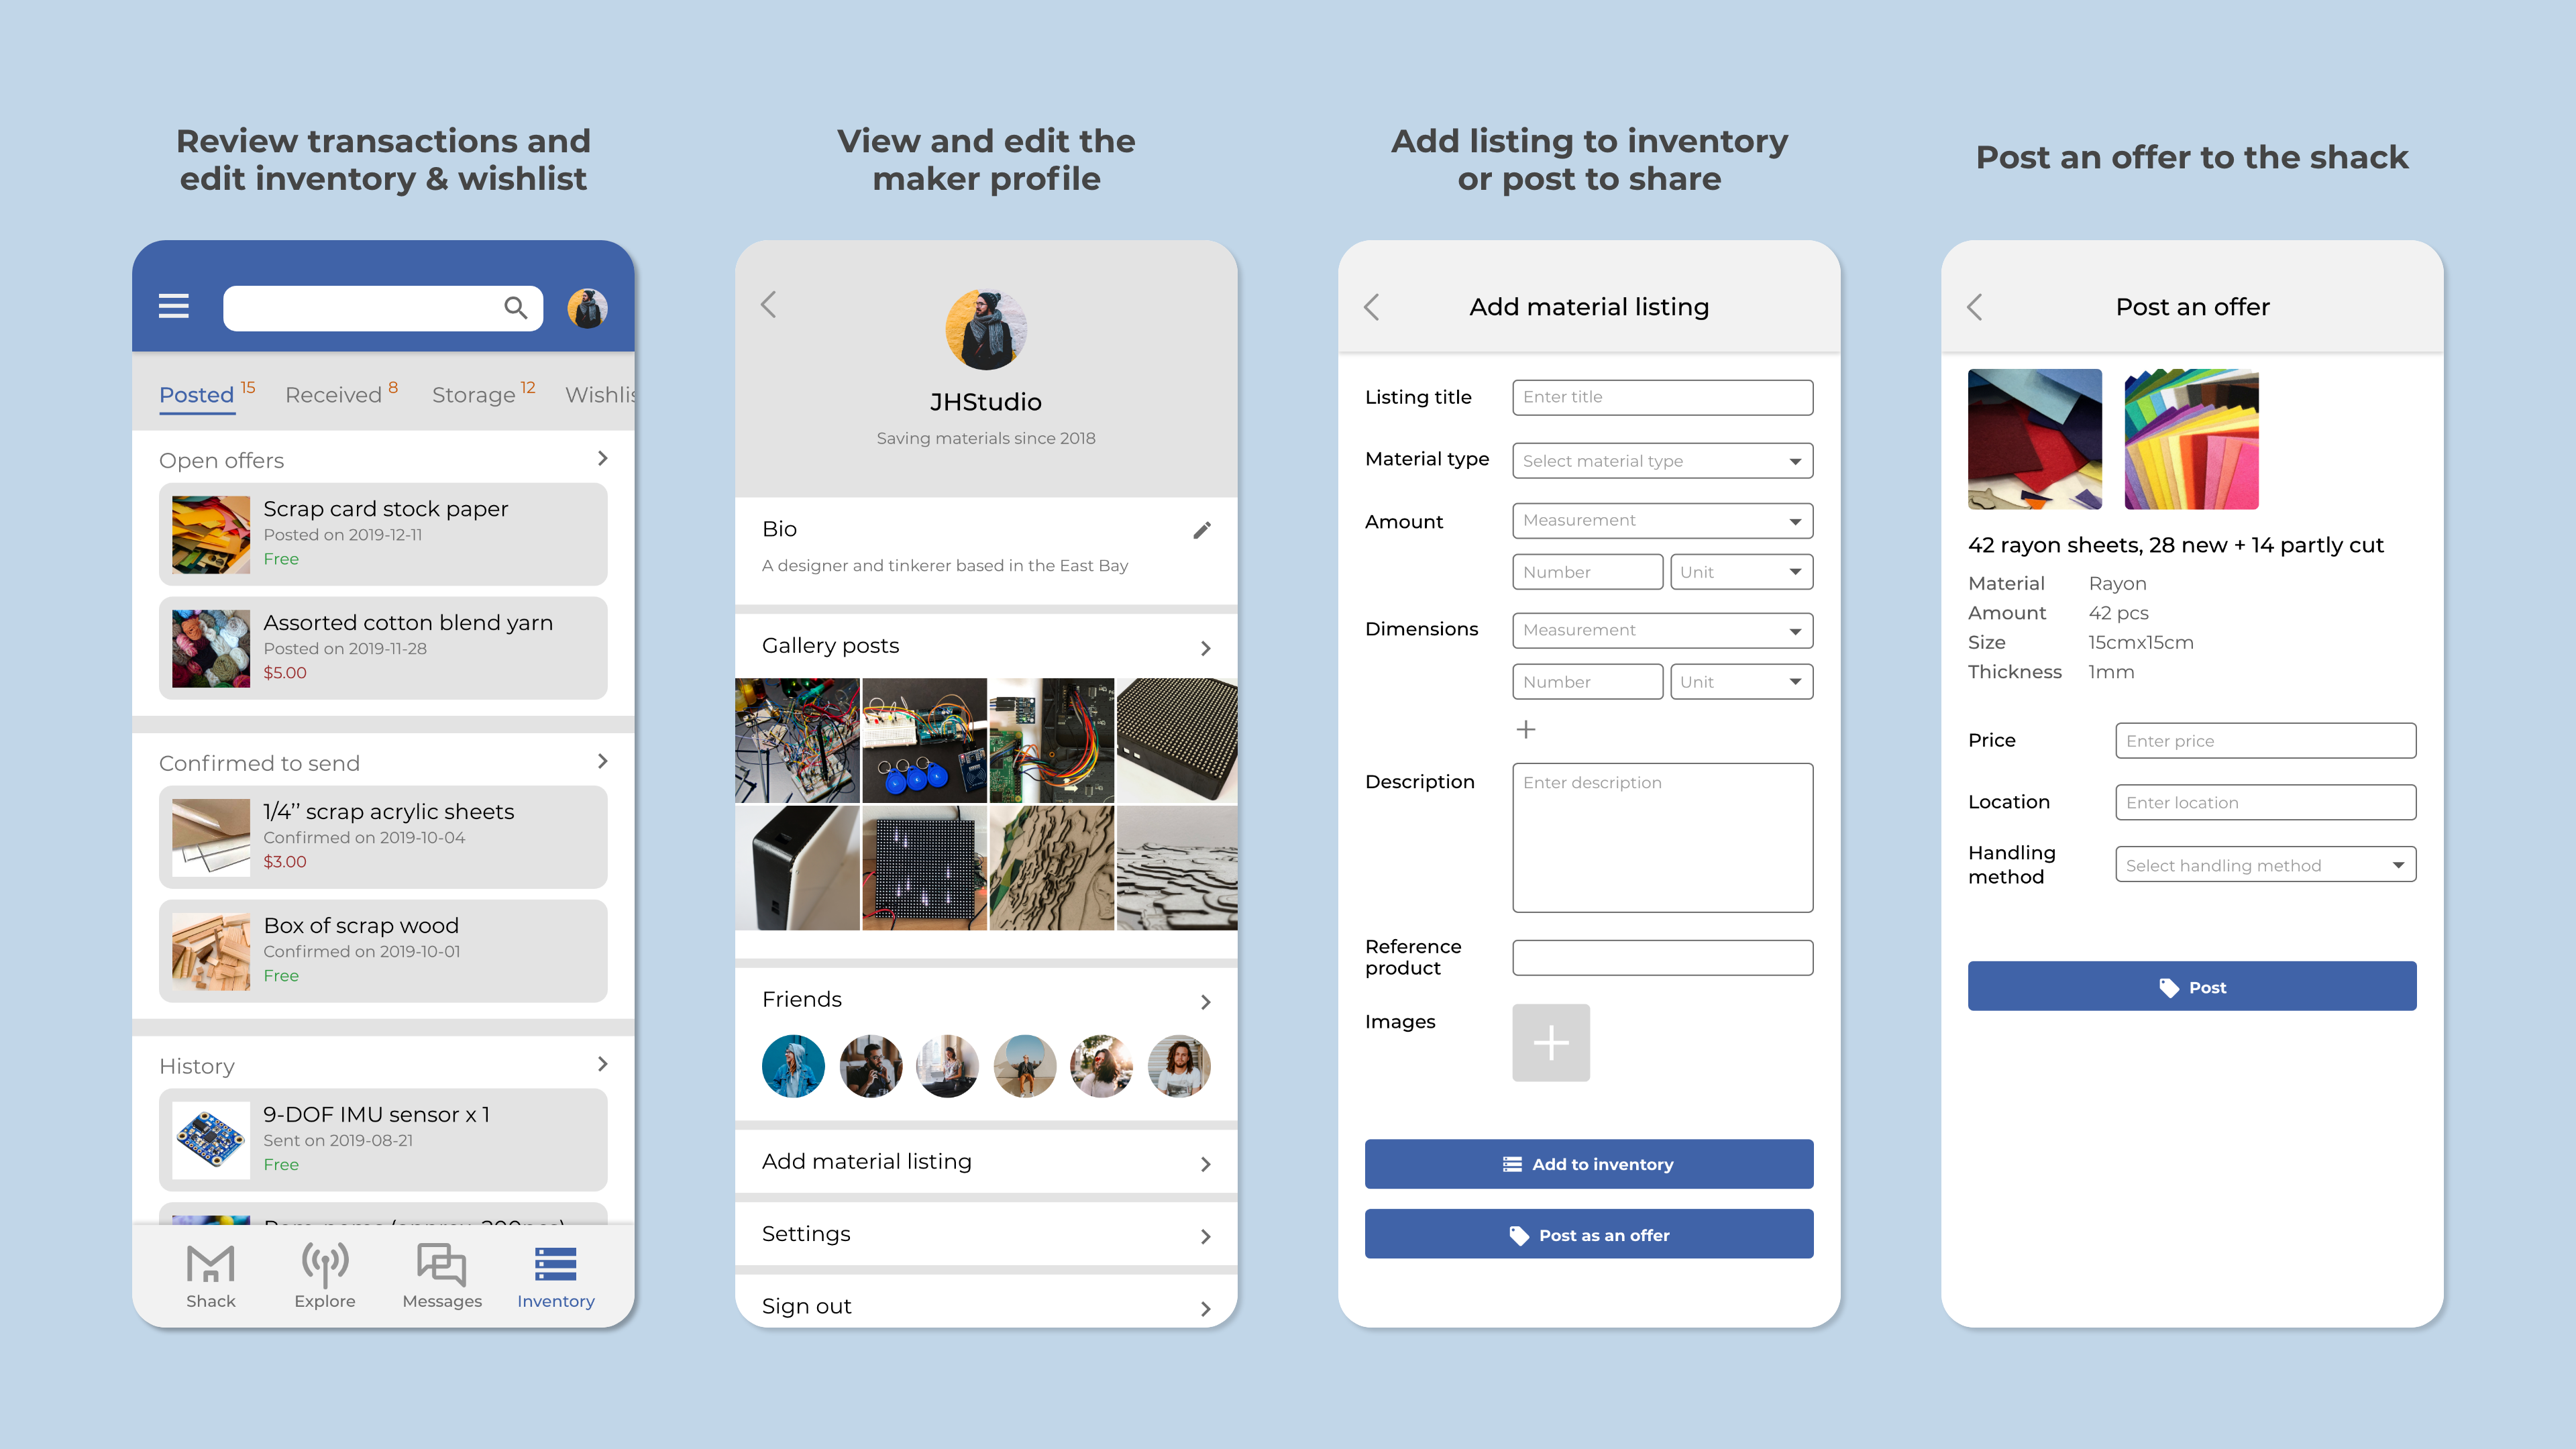 Review transactions and
edit inventory & wishlist
Posted 15
Received 8
Storage 12
Wishlis
Open offers
Scrap card stock paper
Posted on 2019-12-11
Free
Assorted cotton blend yarn
Posted on 2019-11-28
$5.00
Confirmed to send
1/4’’ scrap acrylic sheets
Confirmed on 2019-10-04
$3.00
Box of scrap wood
Confirmed on 2019-10-01
Free
History
9-DOF IMU sensor x 1
Sent on 2019-08-21
Free
Shack
Explore
Messages
Inventory
View and edit the
maker profile
JHStudio
Saving materials since 2018
Bio
A designer and tinkerer based in the East Bay
Gallery posts
Friends
Add material listing
Settings
Sign out
Add listing to inventory
or post to share
Add material listing
Listing title
Enter title
Material type
Select material type
Amount
Measurement
Number
Unit
Dimensions
Measurement
Number
Unit
Description
Enter description
Reference
product
Images
Add to inventory
Post as an offer
Post an offer to the shack
Post an offer
42 rayon sheets, 28 new + 14 partly cut
Material Rayon
Amount 42 pcs
Size 15cmx15cm
Thickness 1mm
Price
Enter price
Location
Enter location
Handling
method
Select handling method
Post